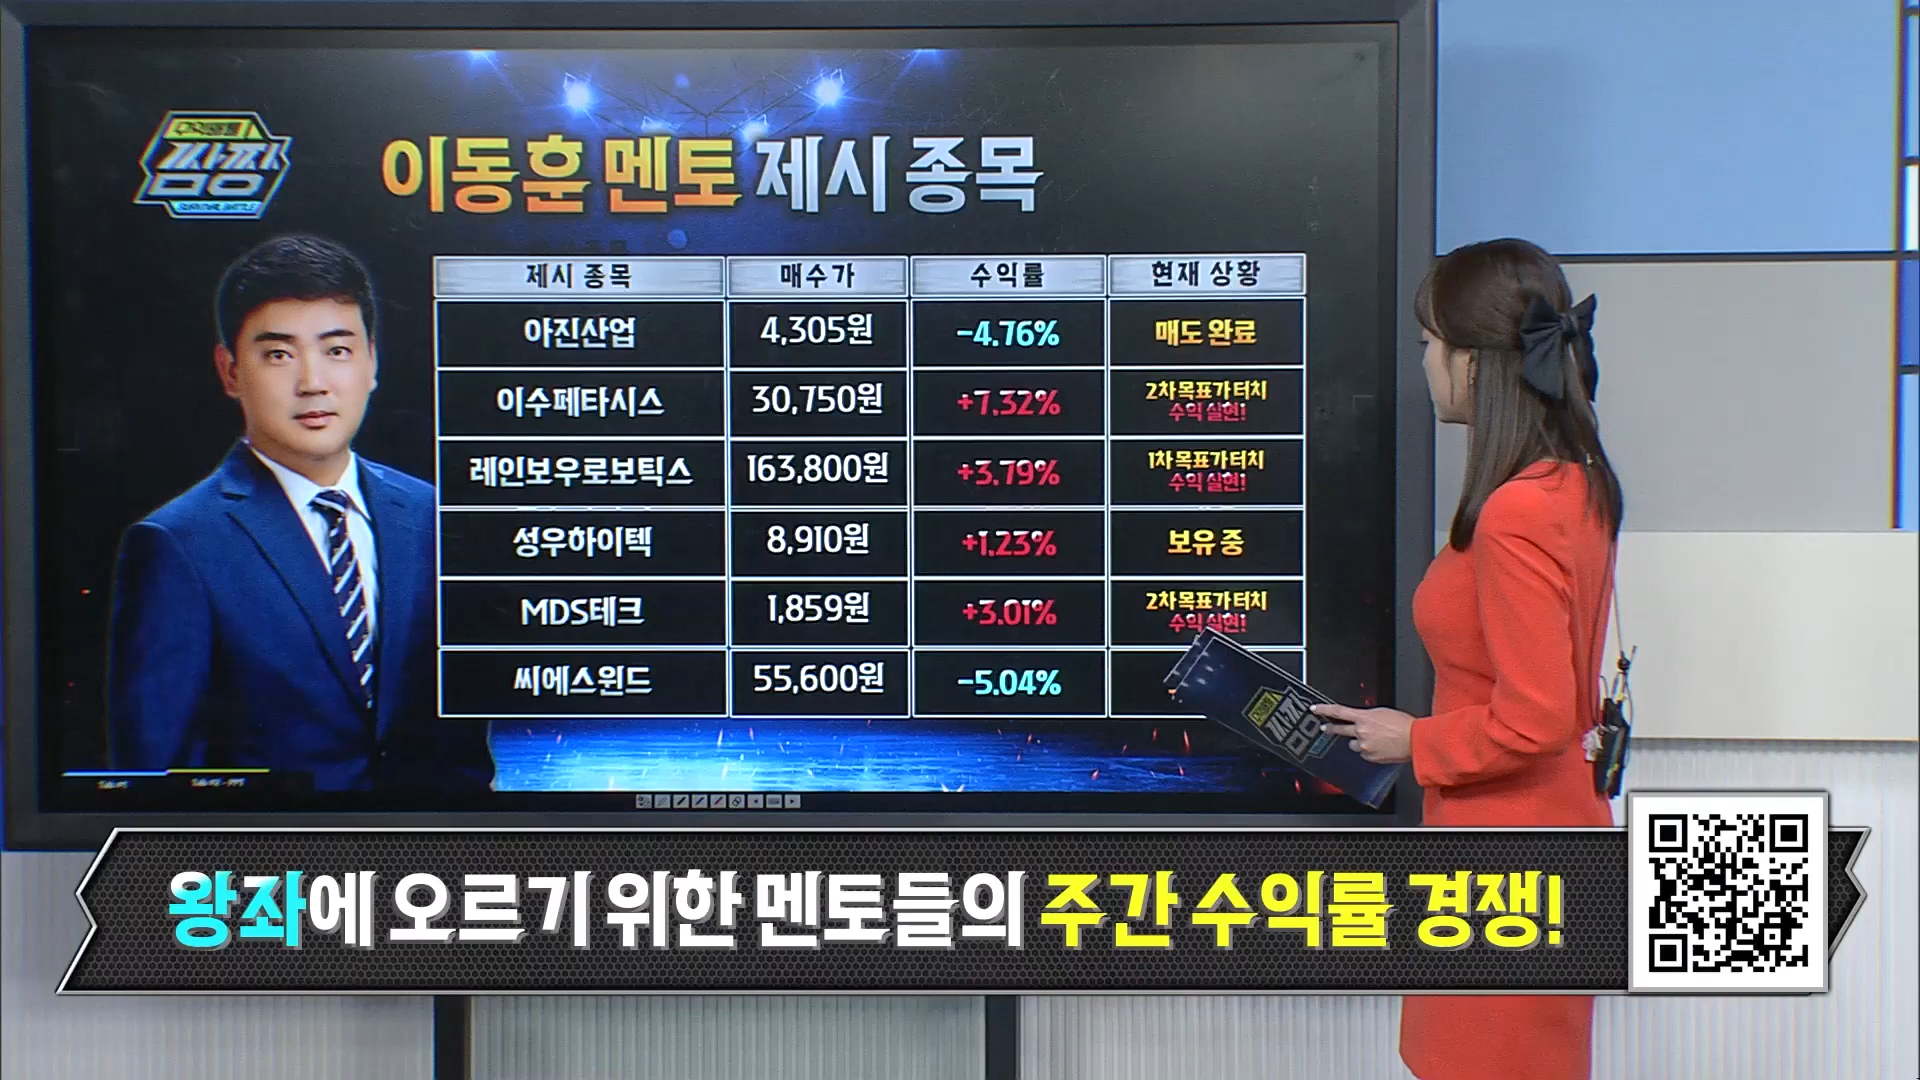 짬짱
SURVIVAL BATTLE
이동훈 멘토 제시 종목
제시 종목 매수가 수익률 현재 상황
아진산업 4,305원 -4.76% 매도 완료
이수페타시스 30,750원 +7.32% 2차 목표가 터치
수익 실현!
레인보우로보틱스 163,800원 +3.79% 1차 목표가 터치
수익 실현!
성우하이텍 8,910원 +1.23% 보유 중
MDS테크 1,859원 +3.01% 2차 목표가 터치
수익 실현!
씨에스윈드 55,600원 -5.04%
왕좌에 오르기 위한 멘토들의 주간 수익률 경쟁!